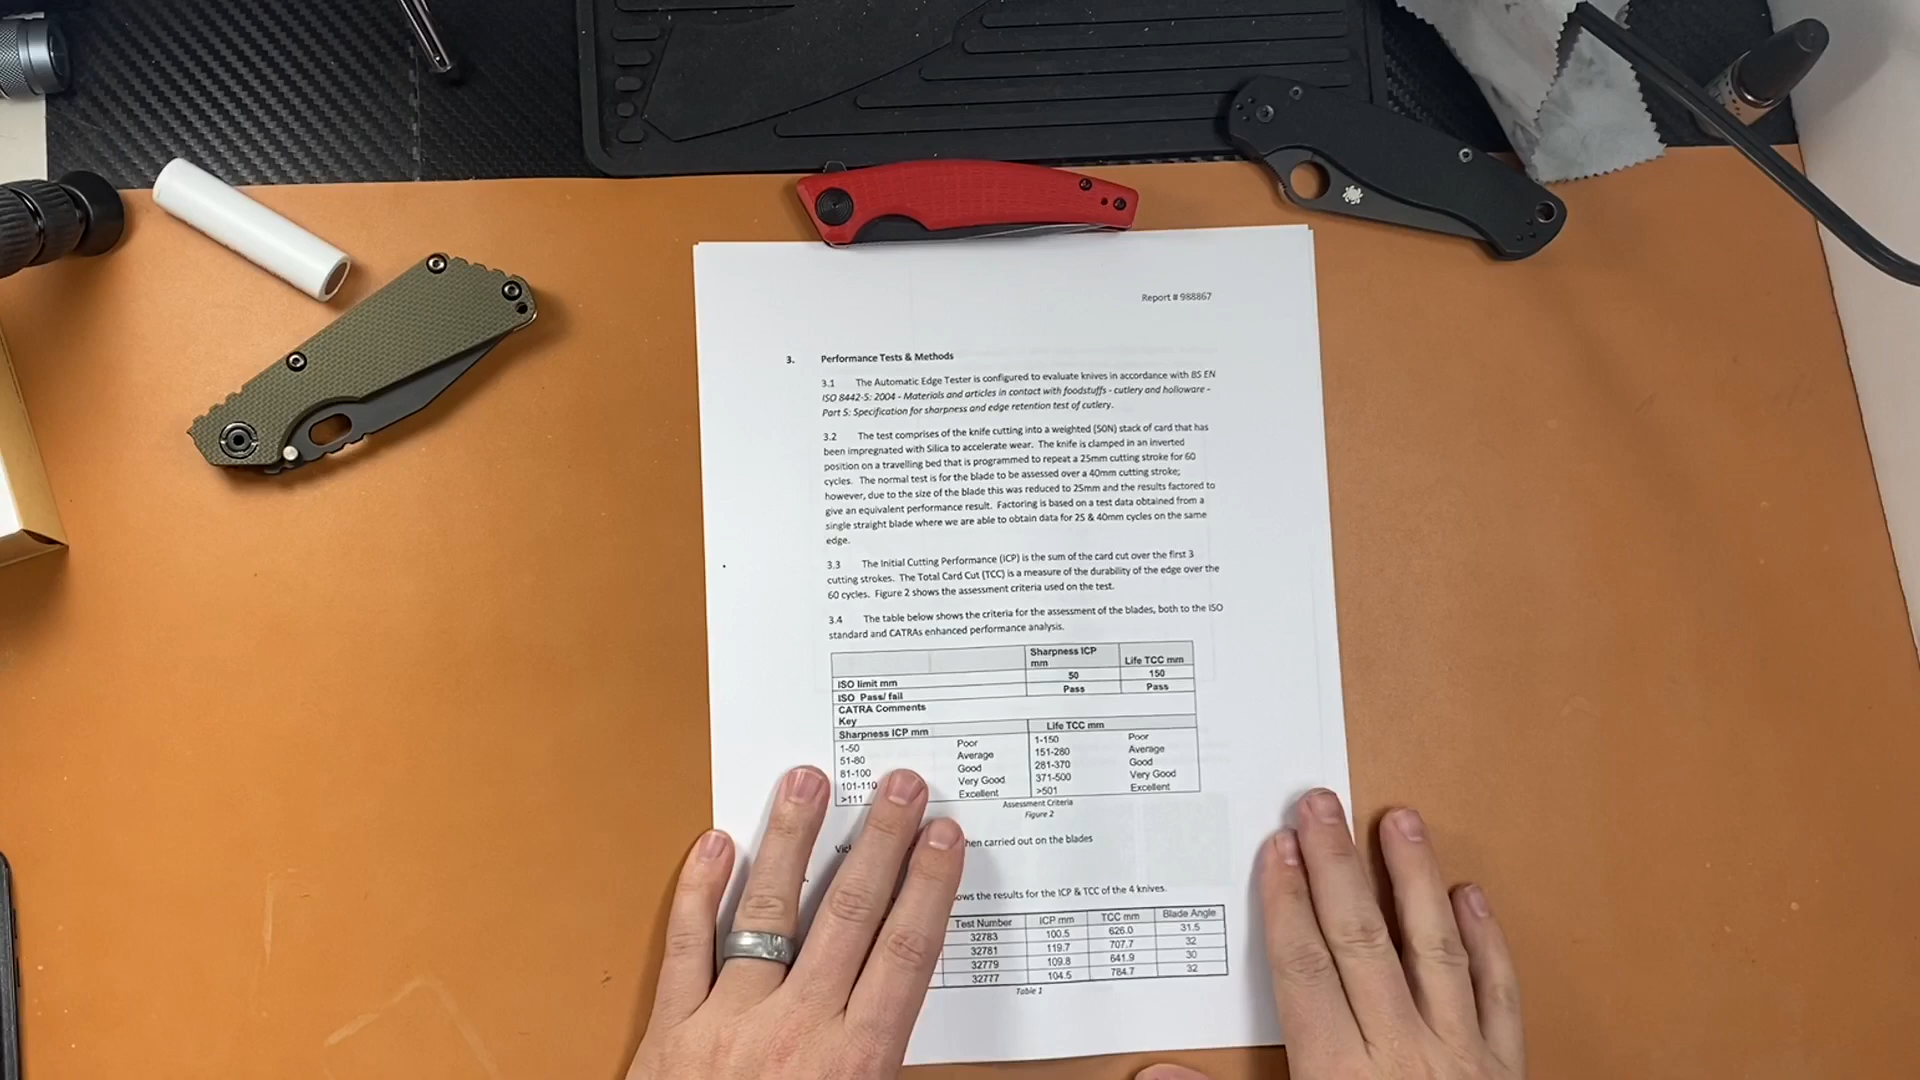 Report # 988867
3. Performance Tests & Methods
3.1 The Automatic Edge Tester is configured to evaluate knives in accordance with BS EN
ISO 8442-5: 2004 - Materials and articles in contact with foodstuffs - cutlery and holloware -
Part 5: Specification for sharpness and edge retention test of cutlery.
3.2 The test comprises of the knife cutting into a weighted (50N) stack of card that has
been impregnated with Silica to accelerate wear. The knife is clamped in an inverted
position on a travelling bed that is programmed to repeat a 25mm cutting stroke for 60
cycles. The normal test is for the blade to be assessed over a 40mm cutting stroke;
however, due to the size of the blade this was reduced to 25mm and the results factored to
give an equivalent performance result. Factoring is based on a test data obtained from a
single straight blade where we are able to obtain data for 25 & 40mm cycles on the same
edge.
3.3 The Initial Cutting Performance (ICP) is the sum of the card cut over the first 3
cutting strokes. The Total Card Cut (TCC) is a measure of the durability of the edge over the
60 cycles. Figure 2 shows the assessment criteria used on the test.
3.4 The table below shows the criteria for the assessment of the blades, both to the ISO
standard and CATRAs enhanced performance analysis.
Sharpness ICP mm Life TCC mm
ISO limit mm 50 150
ISO Pass/ fail Pass Pass
CATRA Comments
Key
Sharpness ICP mm Life TCC mm
1-50 Poor 1-150 Poor
51-80 Average 151-280 Average
81-100 Good 281-370 Good
101-110 Very Good 371-500 Very Good
>111 Excellent >501 Excellent
Assessment Criteria
Figure 2
carried out on the blades
the results for the ICP & TCC of the 4 knives.
Test Number ICP mm TCC mm Blade Angle
32783 100.5 626.0 31.5
32781 119.7 707.7 32
32779 109.8 641.9 30
32777 104.5 784.7 32
Table 1